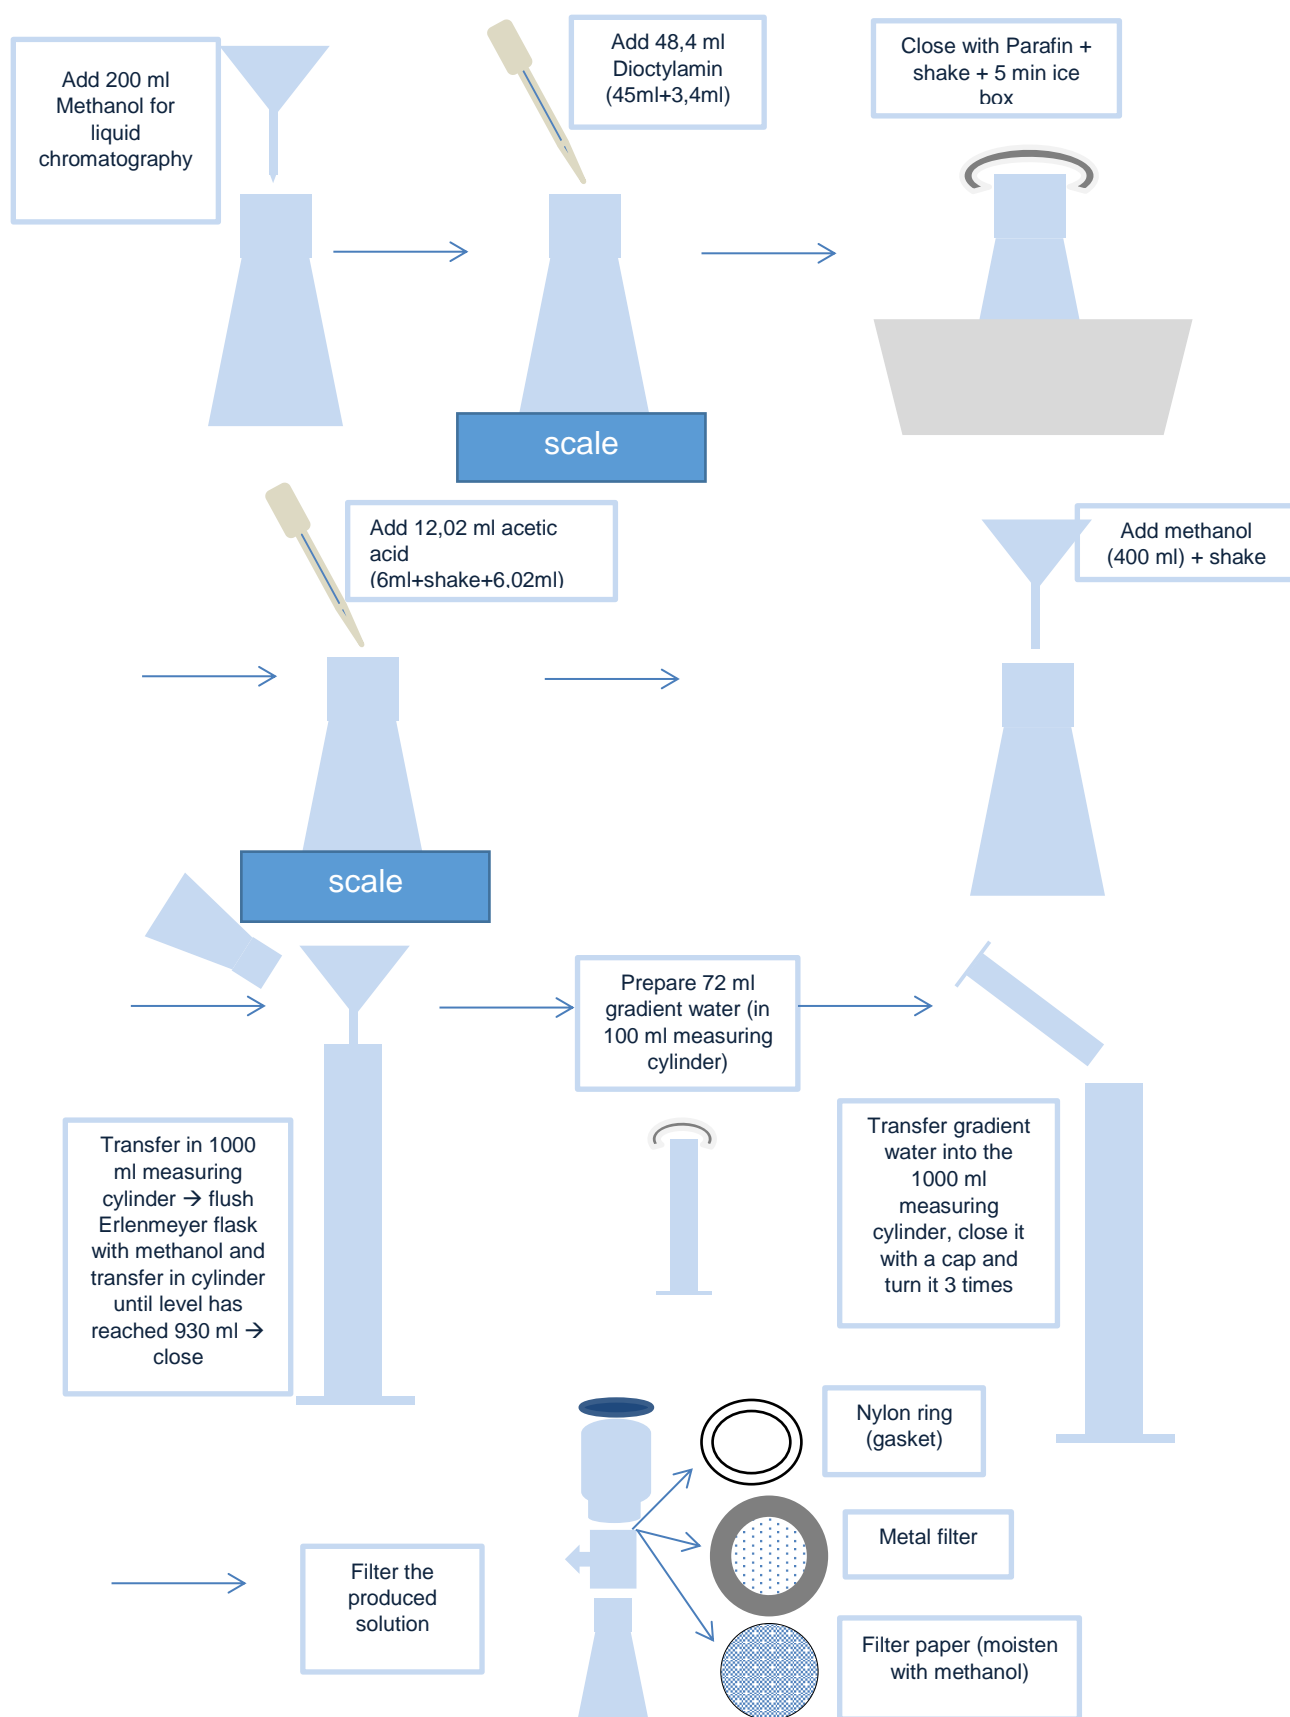 Add 200 ml
Methanol for
liquid
chromatography
Add 48,4 ml
Dioctylamin
(45ml+3,4ml)
Close with Parafin +
shake + 5 min ice
box
scale
Add 12,02 ml acetic
acid
(6ml+shake+6,02ml)
scale
Add methanol
(400 ml) + shake
Transfer in 1000
ml measuring
cylinder → flush
Erlenmeyer flask
with methanol and
transfer in cylinder
until level has
reached 930 ml →
close
Prepare 72 ml
gradient water (in
100 ml measuring
cylinder)
Transfer gradient
water into the
1000 ml
measuring
cylinder, close it
with a cap and
turn it 3 times
Filter the
produced
solution
Nylon ring
(gasket)
Metal filter
Filter paper (moisten
with methanol)